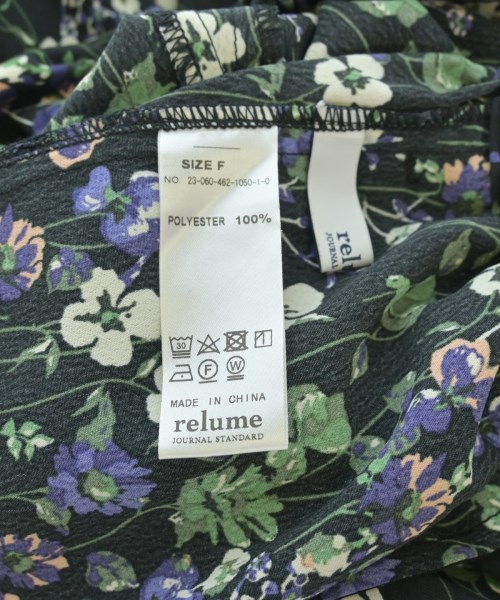 SIZE F
NO 23-060-462-1050-1-0
POLYESTER 100%
30
F W
MADE IN CHINA
relume
JOURNAL STANDARD
relu
JOURNAL